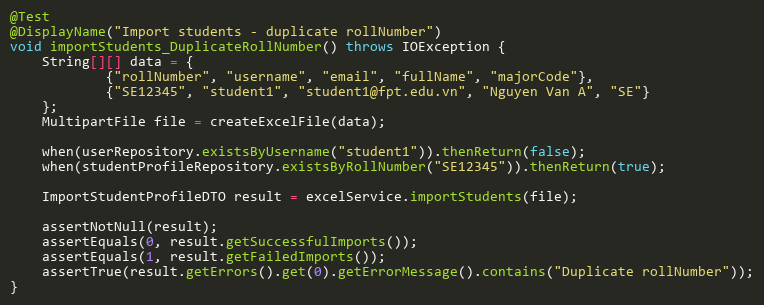 @Test
@DisplayName("Import students - duplicate rollNumber")
void importStudents_DuplicateRollNumber() throws IOException {
    String[][] data = {
            {"rollNumber", "username", "email", "fullName", "majorCode"},
            {"SE12345", "student1", "student1@fpt.edu.vn", "Nguyen Van A", "SE"}
    };
    MultipartFile file = createExcelFile(data);

    when(userRepository.existsByUsername("student1")).thenReturn(false);
    when(studentProfileRepository.existsByRollNumber("SE12345")).thenReturn(true);

    ImportStudentProfileDTO result = excelService.importStudents(file);

    assertNotNull(result);
    assertEquals(0, result.getSuccessfulImports());
    assertEquals(1, result.getFailedImports());
    assertTrue(result.getErrors().get(0).getErrorMessage().contains("Duplicate rollNumber"));
}